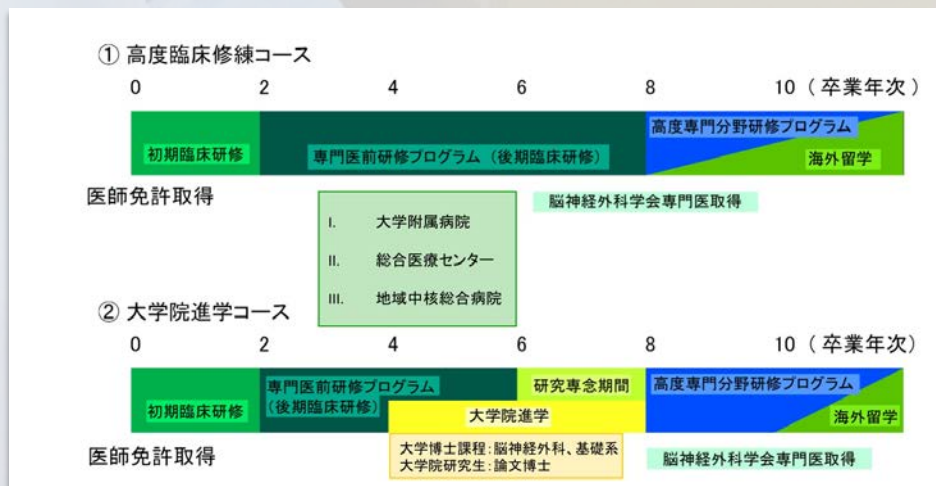 ① 高度臨床修練コース
0 2 4 6 8 10 (卒業年次)
初期臨床研修
専門医前研修プログラム (後期臨床研修)
高度専門分野研修プログラム
海外留学
医師免許取得
脳神経外科学会専門医取得
I. 大学附属病院
II. 総合医療センター
III. 地域中核総合病院
② 大学院進学コース
0 2 4 6 8 10 (卒業年次)
初期臨床研修
専門医前研修プログラム
(後期臨床研修)
研究専念期間
大学院進学
高度専門分野研修プログラム
海外留学
医師免許取得
大学博士課程:脳神経外科、基礎系
大学院研究生:論文博士
脳神経外科学会専門医取得